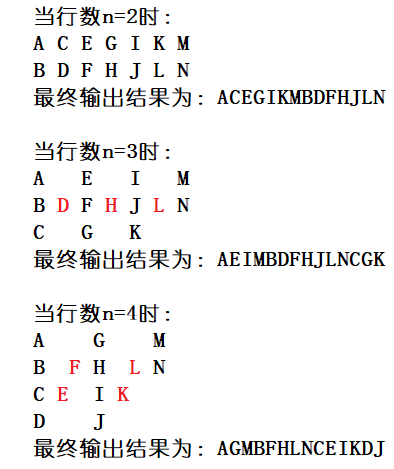 当行数n=2时：
A C E G I K M
B D F H J L N
最终输出结果为：ACEGIKMBDFHJLN
当行数n=3时：
A   E   I   M
B D F H J L N
C   G   K
最终输出结果为：AEIMBDFHJLNCGK
当行数n=4时：
A    G    M
B  F H  L N
C E  I K
D    J
最终输出结果为：AGMBFHLNCEIKDJ